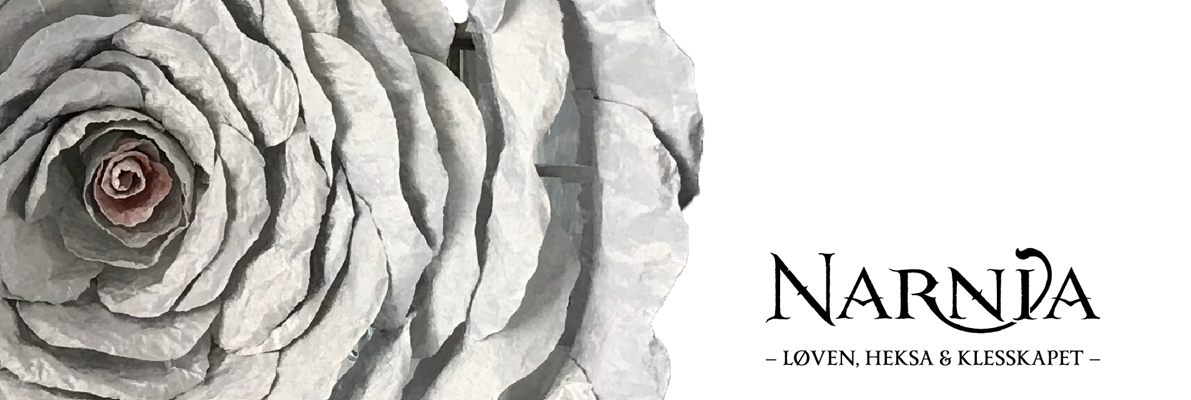 NARNIA
– LØVEN, HEKSA & KLESSKAPET –